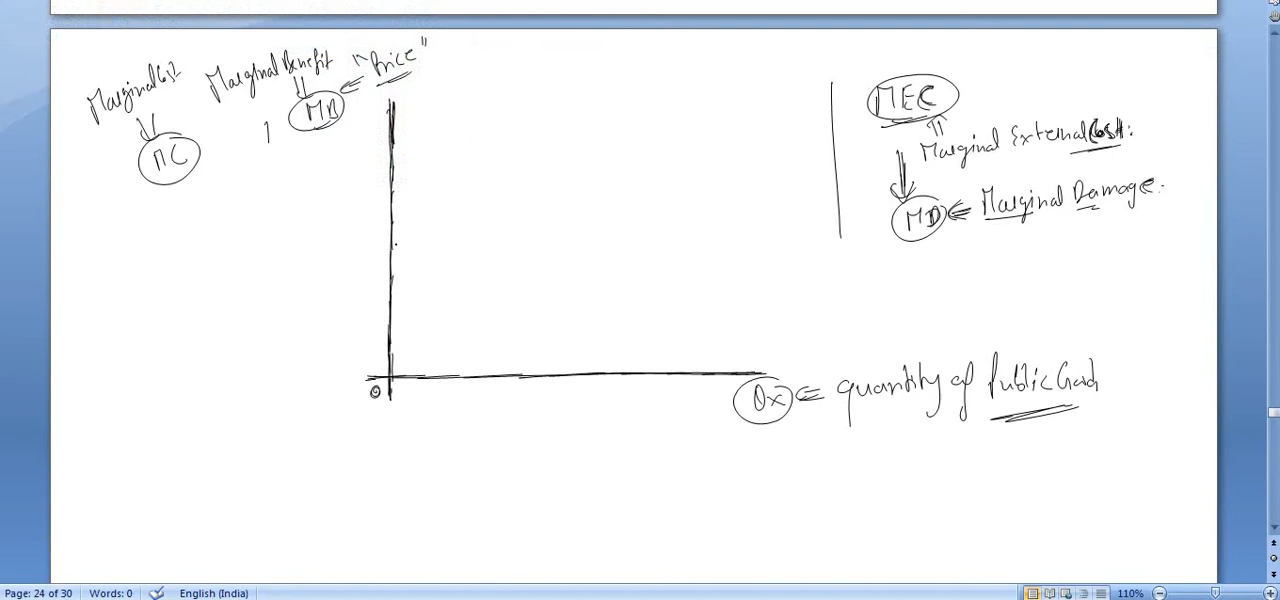 Marginal Cost
MC
Marginal Benefit
MB
"Price"
MEC
Marginal External Cost:
MD
Marginal Damage.
0
Qx
quantity of Public Good
Page: 24 of 30
Words: 0
English (India)
110%